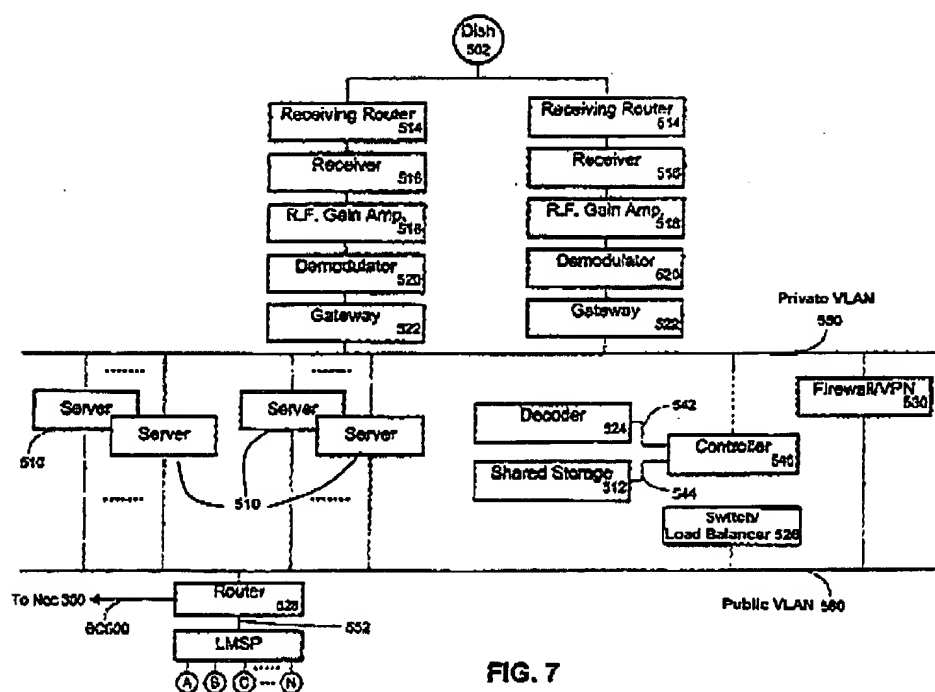 Dish
502
Receiving Router
514
Receiver
516
R.F. Gain Amp.
518
Demodulator
520
Gateway
522
Receiving Router
514
Receiver
516
R.F. Gain Amp.
518
Demodulator
520
Gateway
522
Private VLAN
550
Server
Server
510
Server
Server
510
Decoder
524
542
Shared Storage
512
544
Controller
540
Firewall/VPN
530
Switch/
Load Balancer 526
Public VLAN 560
To Noc 300
BC600
Router
528
552
LMSP
A B C --- N
FIG. 7